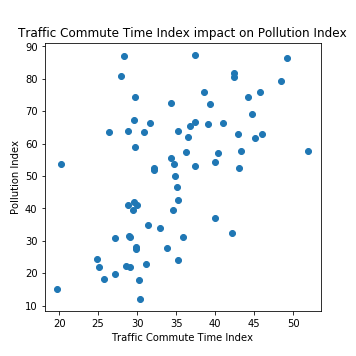 Traffic Commute Time Index impact on Pollution Index
90
80
70
60
50
40
30
20
10
Pollution Index
20 25 30 35 40 45 50
Traffic Commute Time Index